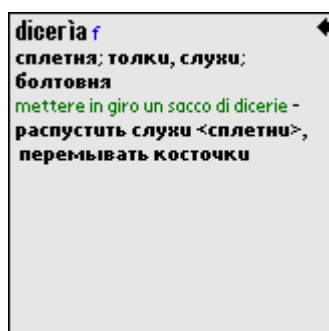 dicerìa f
сплетня; толки, слухи;
болтовня
mettere in giro un sacco di dicerie -
распустить слухи <сплетни>,
перемывать косточки